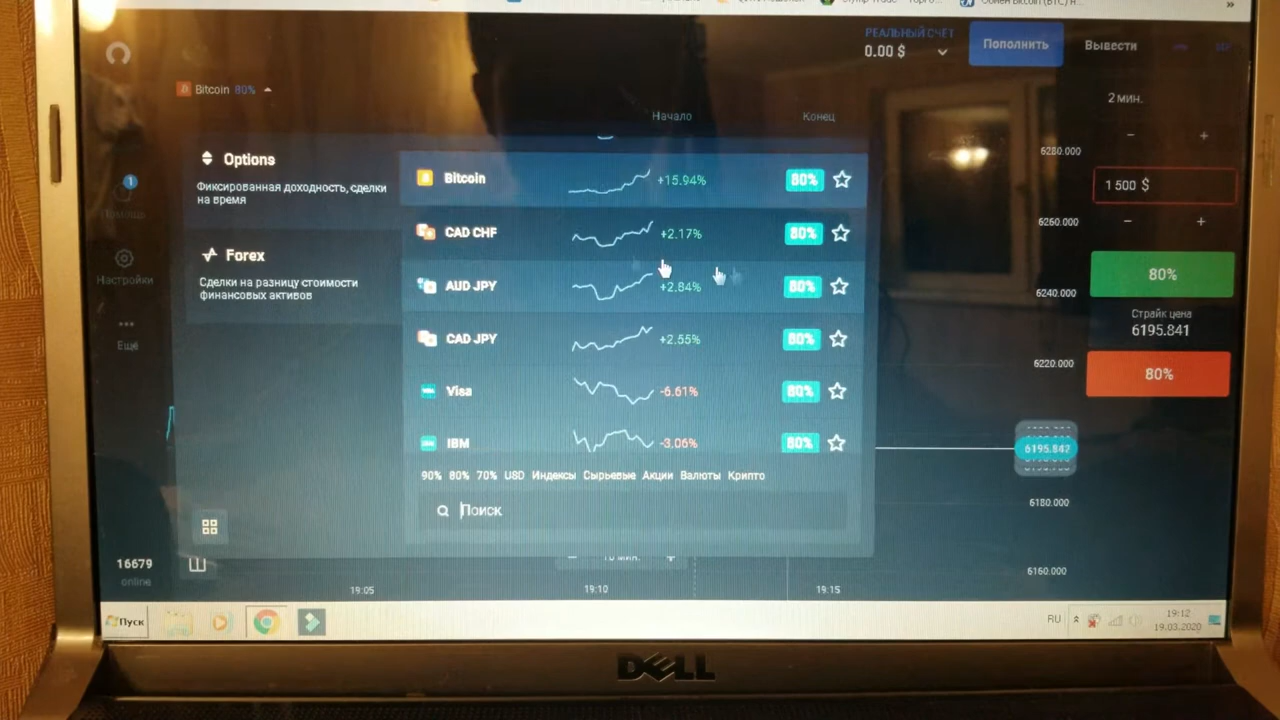 РЕАЛЬНЫЙ СЧЕТ
0.00 $
Пополнить
Вывести
Bitcoin 80%
2 мин.
Начало
Конец
Options
Фиксированная доходность, сделки
на время
Forex
Сделки на разницу стоимости
финансовых активов
Bitcoin +15.94% 80%
CAD CHF +2.17% 80%
AUD JPY +2.84% 80%
CAD JPY +2.55% 80%
Visa -6.61% 80%
IBM -3.06% 80%
90% 80% 70% USD Индексы Сырьевые Акции Валюты Крипто
Поиск
1
Помощь
Настройки
Ещё
16679
online
6280.000
6260.000
6240.000
6220.000
6195.842
6180.000
6160.000
1 500 $
80%
Страйк цена
6195.841
80%
19:05
19:10
19:15
Пуск
RU
19:12
19.03.2020
DELL